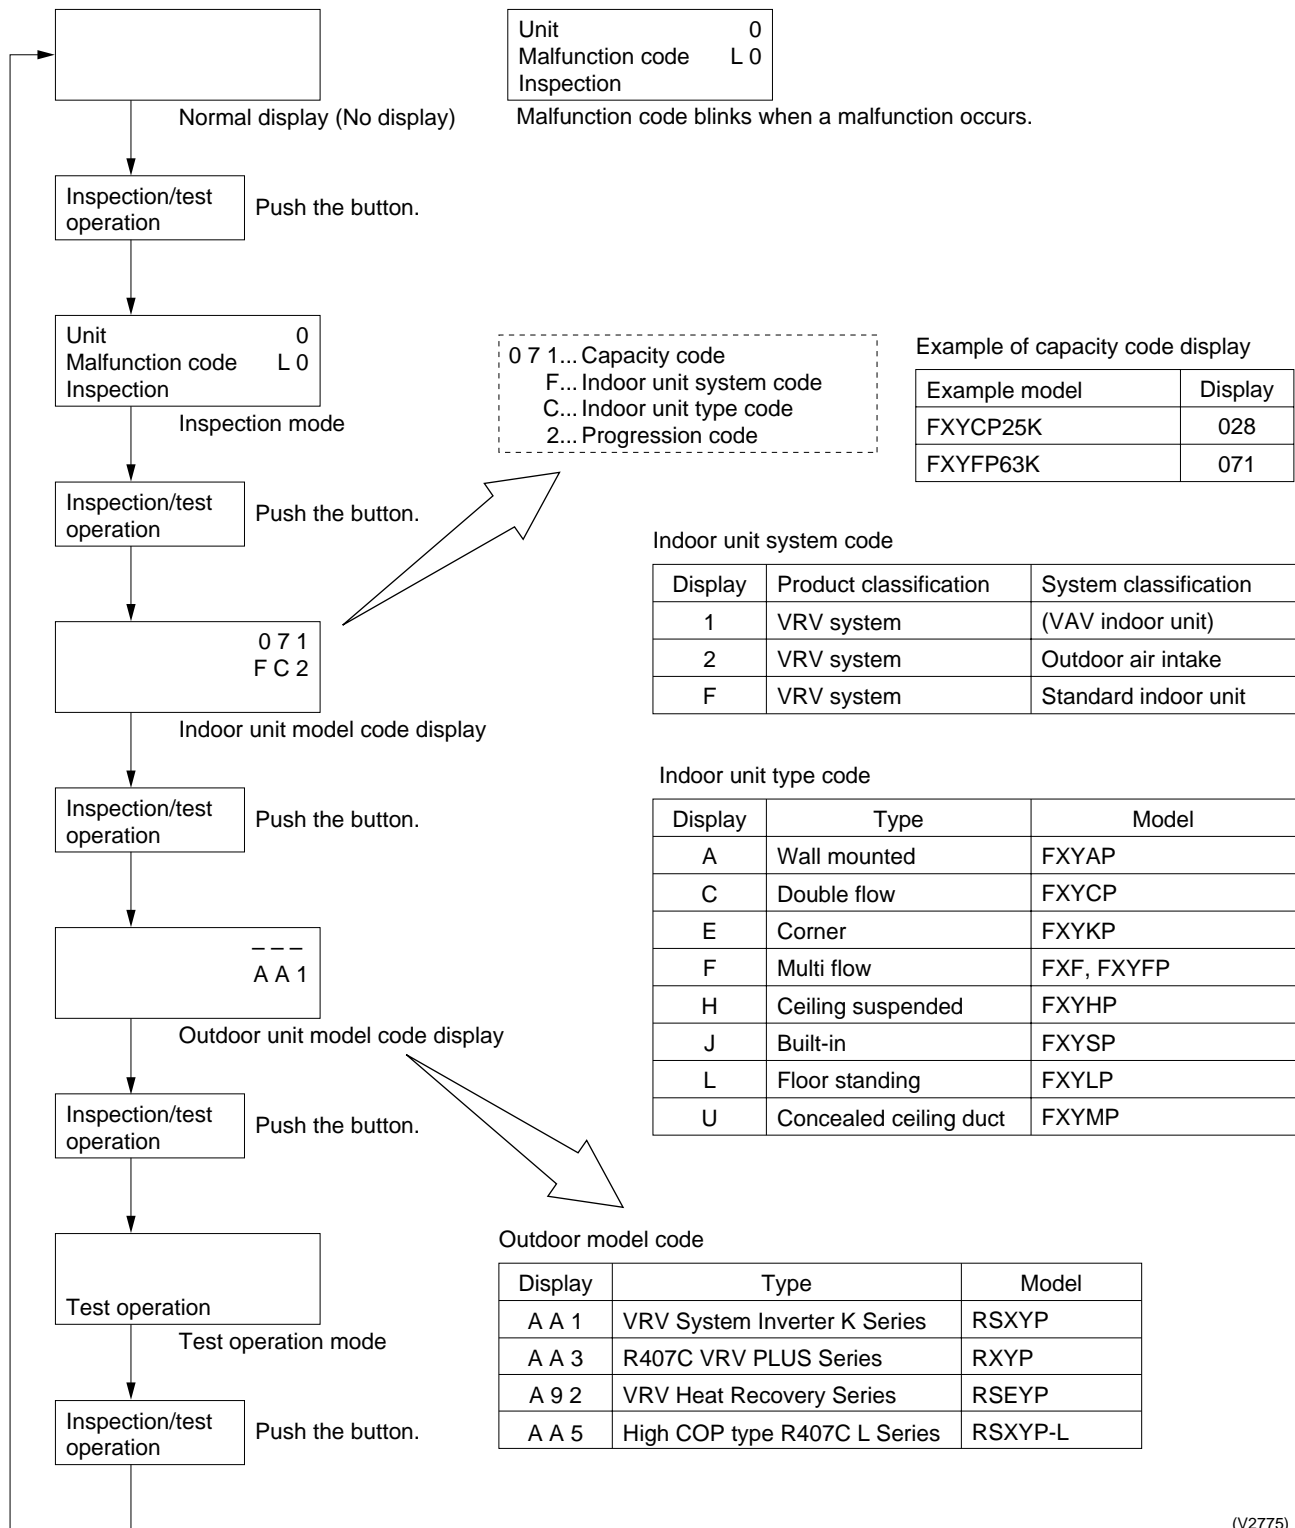 Unit 0
Malfunction code L 0
Inspection
Normal display (No display)
Malfunction code blinks when a malfunction occurs.
Inspection/test
operation
Push the button.
Unit 0
Malfunction code L 0
Inspection
Inspection mode
0 7 1... Capacity code
F... Indoor unit system code
C... Indoor unit type code
2... Progression code
Example of capacity code display
Example model Display
FXYCP25K 028
FXYFP63K 071
Inspection/test
operation
Push the button.
0 7 1
F C 2
Indoor unit model code display
Indoor unit system code
Display Product classification System classification
1 VRV system (VAV indoor unit)
2 VRV system Outdoor air intake
F VRV system Standard indoor unit
Inspection/test
operation
Push the button.
Indoor unit type code
Display Type Model
A Wall mounted FXYAP
C Double flow FXYCP
E Corner FXYKP
F Multi flow FXF, FXYFP
H Ceiling suspended FXYHP
J Built-in FXYSP
L Floor standing FXYLP
U Concealed ceiling duct FXYMP
– – –
A A 1
Outdoor unit model code display
Inspection/test
operation
Push the button.
Test operation
Test operation mode
Outdoor model code
Display Type Model
A A 1 VRV System Inverter K Series RSXYP
A A 3 R407C VRV PLUS Series RXYP
A 9 2 VRV Heat Recovery Series RSEYP
A A 5 High COP type R407C L Series RSXYP-L
Inspection/test
operation
Push the button.
(V2775)